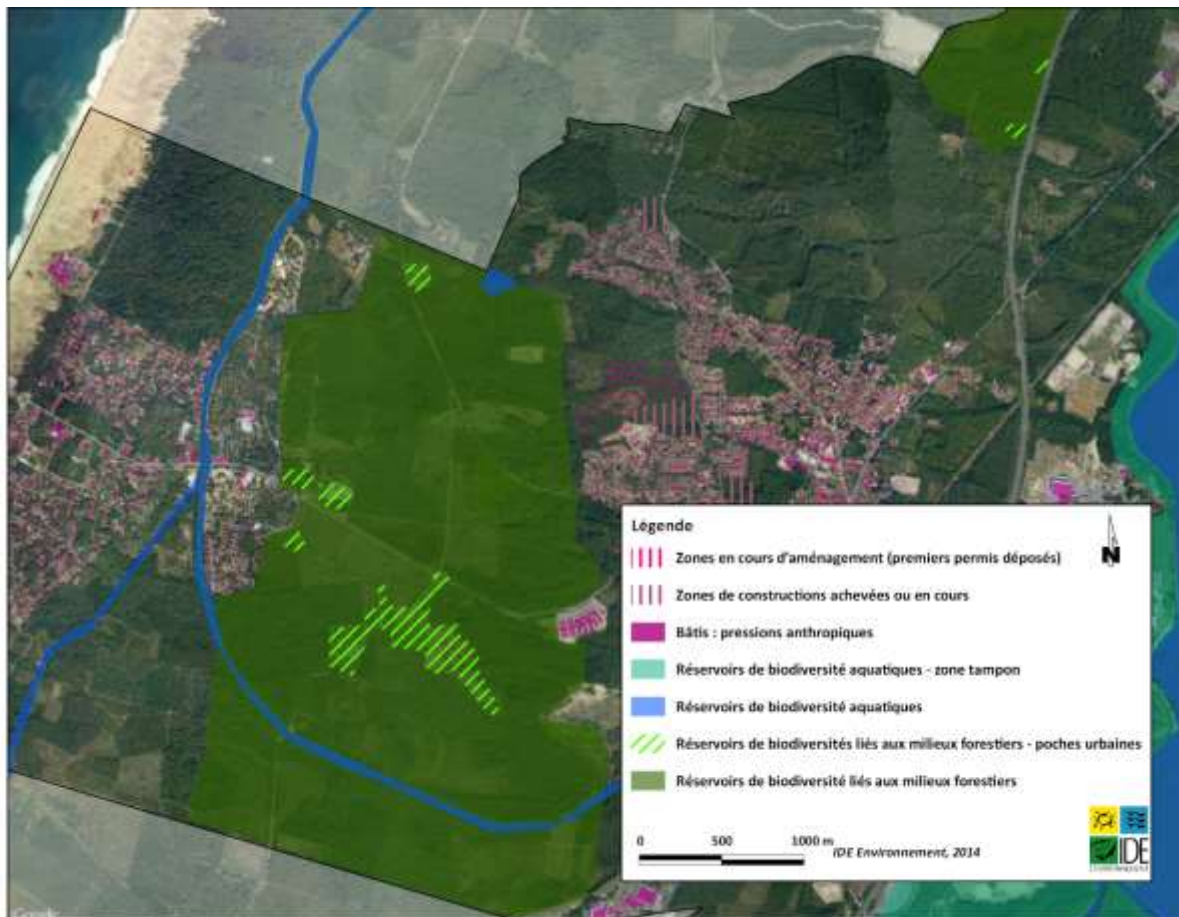 Légende
N
Zones en cours d'aménagement (premiers permis déposés)
Zones de constructions achevées ou en cours
Bâtis : pressions anthropiques
Réservoirs de biodiversité aquatiques - zone tampon
Réservoirs de biodiversité aquatiques
Réservoirs de biodiversités liés aux milieux forestiers - poches urbaines
Réservoirs de biodiversité liés aux milieux forestiers
0 500 1000 m
IDE Environnement, 2014
IDE
Google